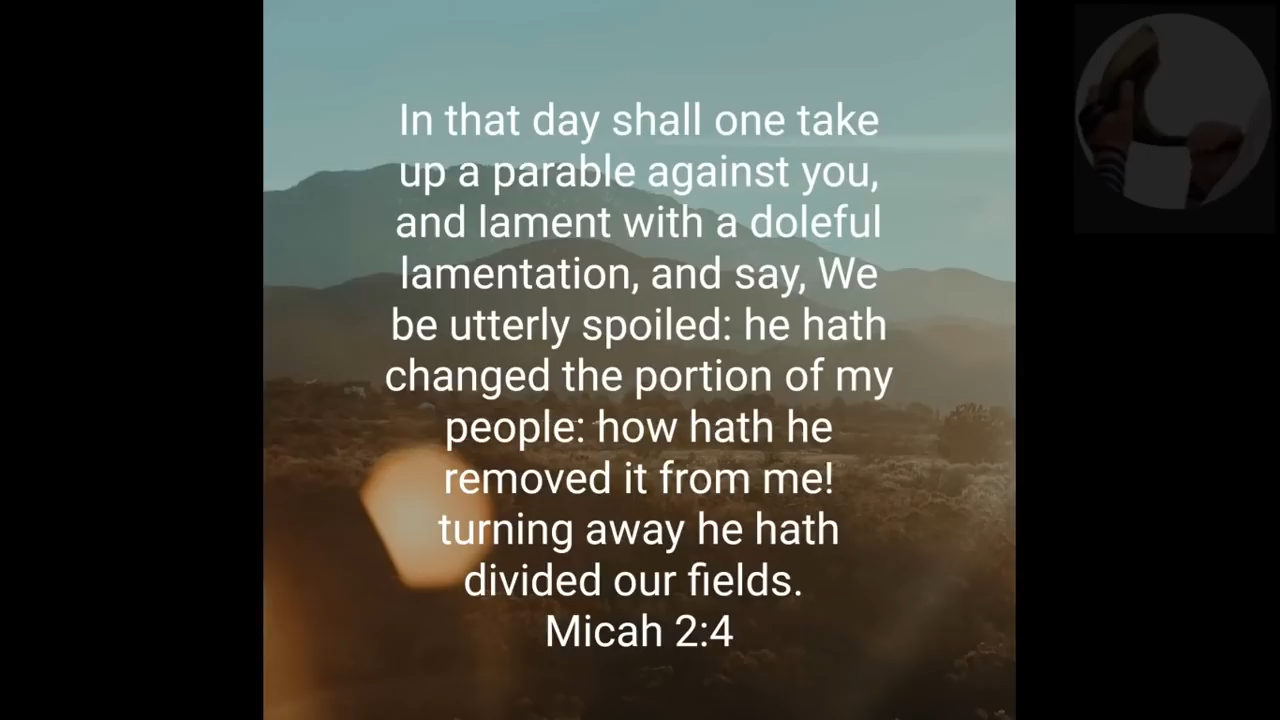 In that day shall one take
up a parable against you,
and lament with a doleful
lamentation, and say, We
be utterly spoiled: he hath
changed the portion of my
people: how hath he
removed it from me!
turning away he hath
divided our fields.
Micah 2:4